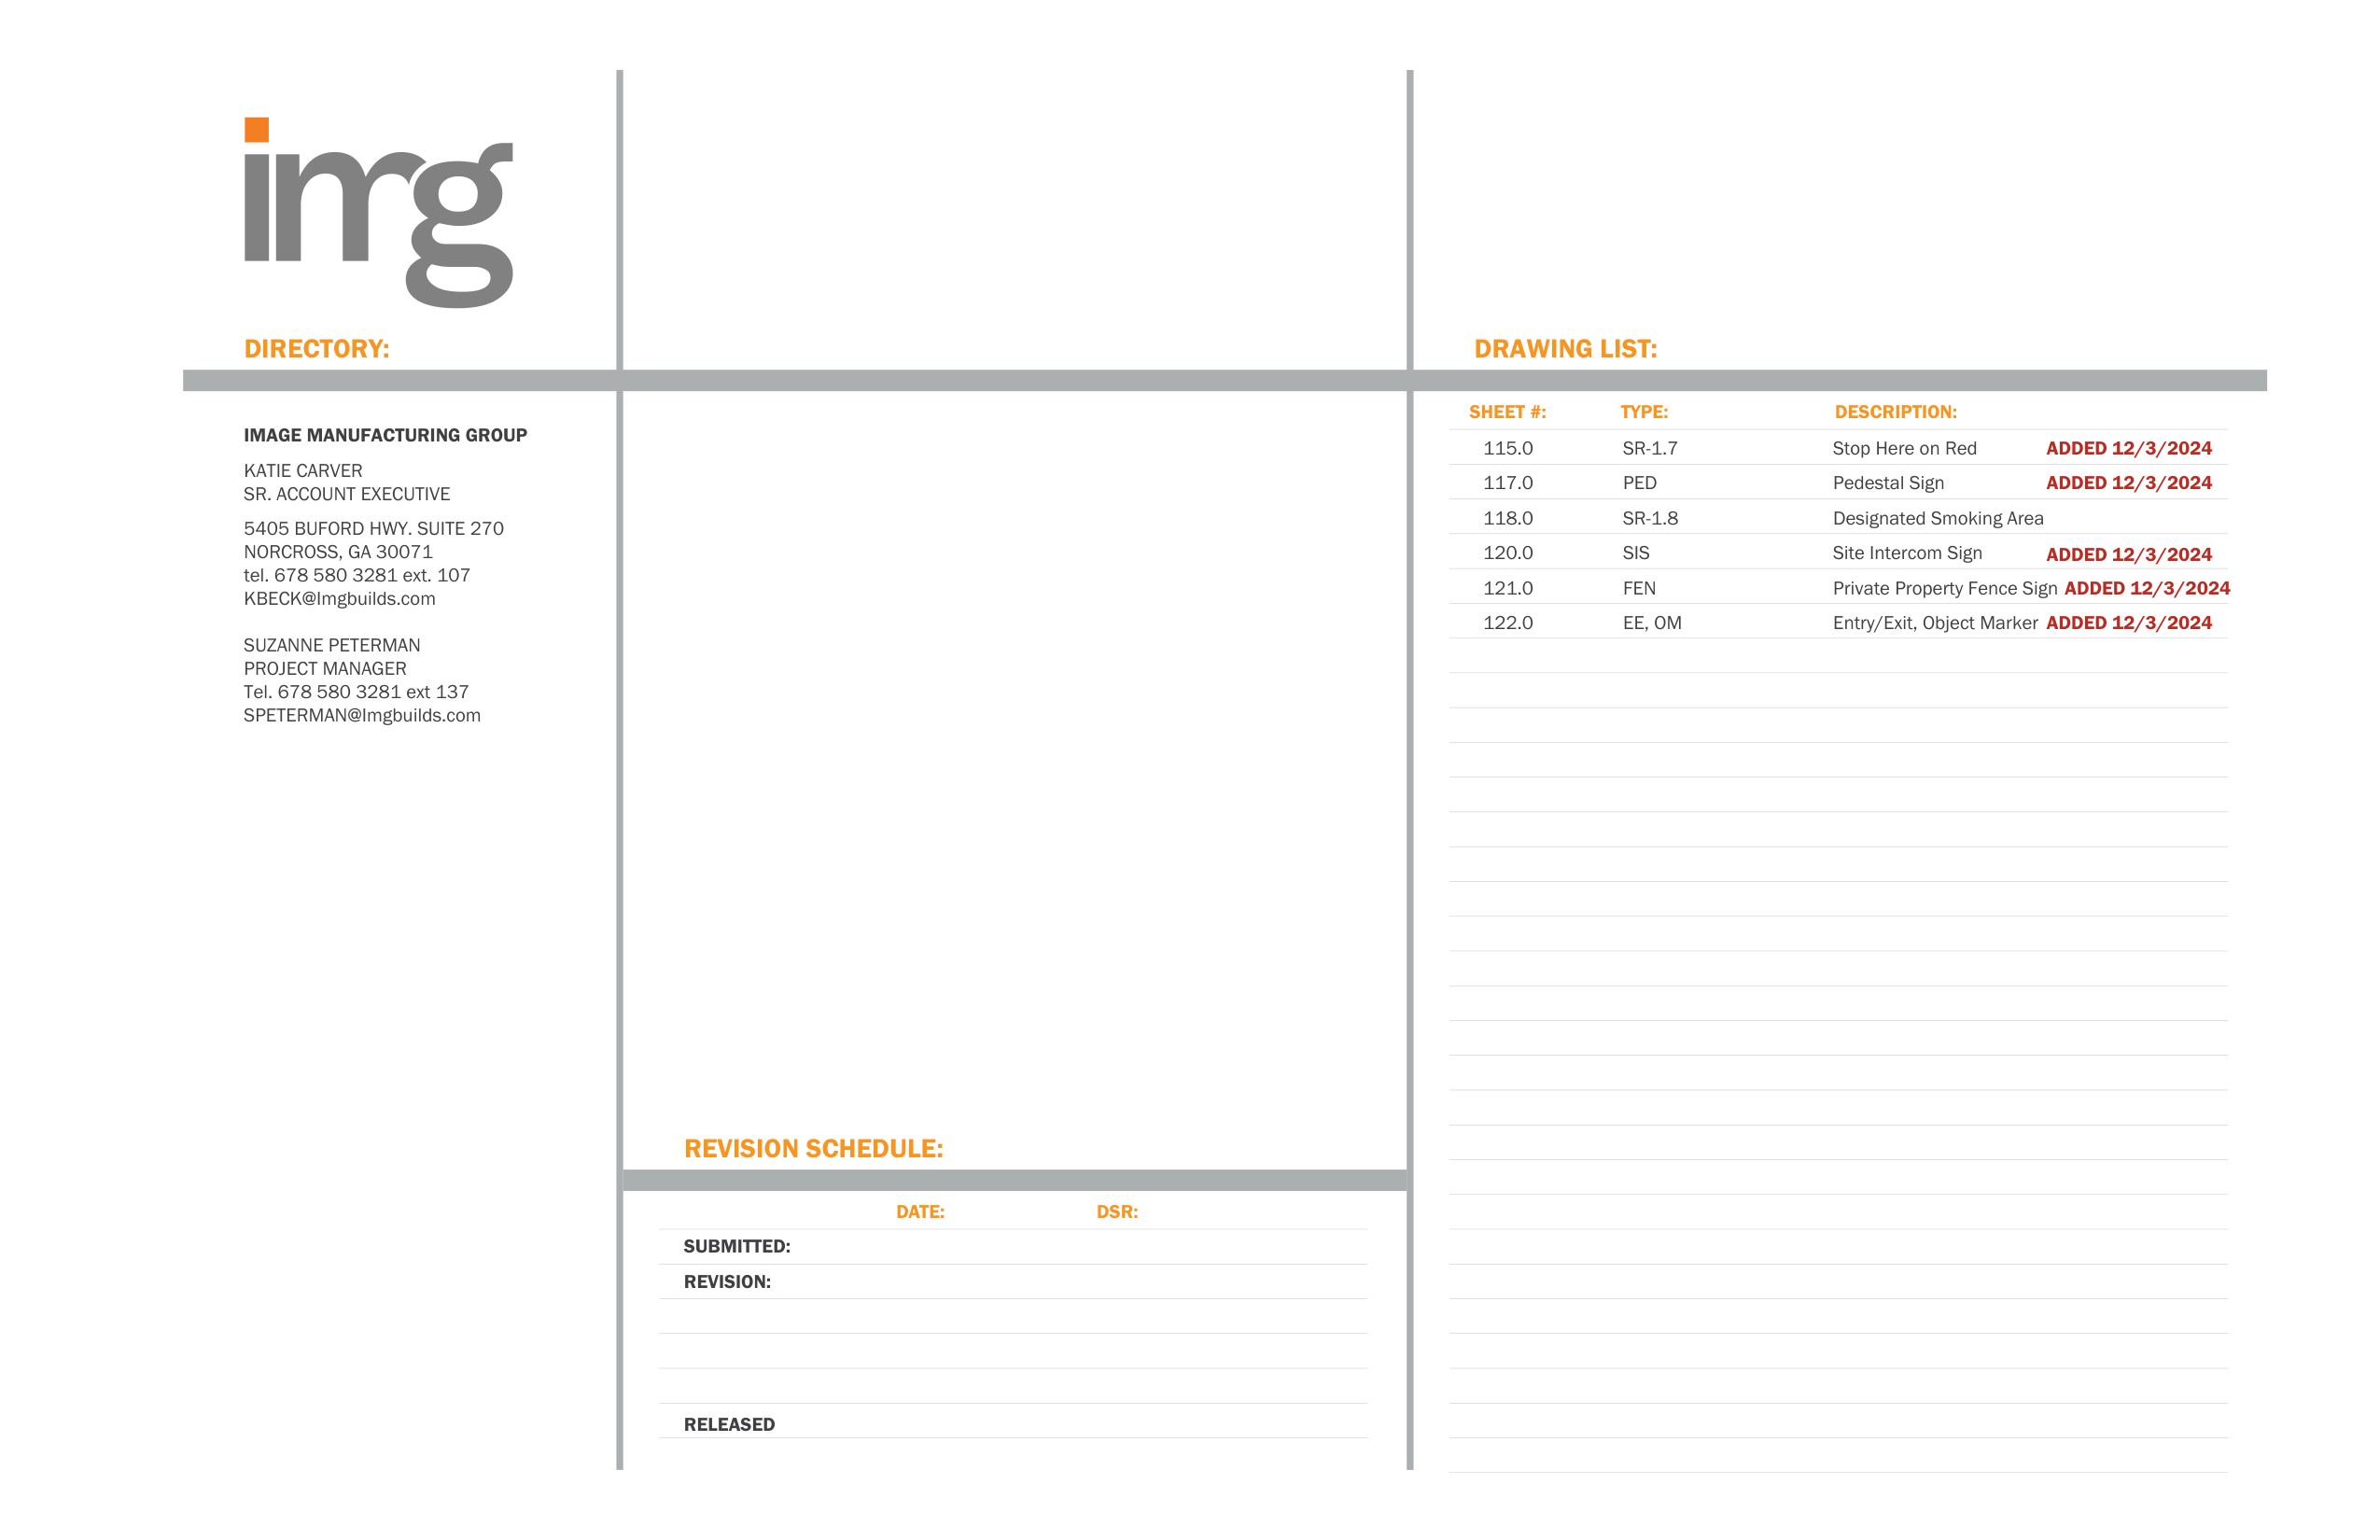 img
DIRECTORY:
IMAGE MANUFACTURING GROUP
KATIE CARVER
SR. ACCOUNT EXECUTIVE
5405 BUFORD HWY. SUITE 270
NORCROSS, GA 30071
tel. 678 580 3281 ext. 107
KBECK@Imgbuilds.com
SUZANNE PETERMAN
PROJECT MANAGER
Tel. 678 580 3281 ext 137
SPETERMAN@Imgbuilds.com
REVISION SCHEDULE:
DATE: DSR:
SUBMITTED:
REVISION:
RELEASED
DRAWING LIST:
SHEET #: TYPE: DESCRIPTION:
115.0 SR-1.7 Stop Here on Red ADDED 12/3/2024
117.0 PED Pedestal Sign ADDED 12/3/2024
118.0 SR-1.8 Designated Smoking Area
120.0 SIS Site Intercom Sign ADDED 12/3/2024
121.0 FEN Private Property Fence Sign ADDED 12/3/2024
122.0 EE, OM Entry/Exit, Object Marker ADDED 12/3/2024